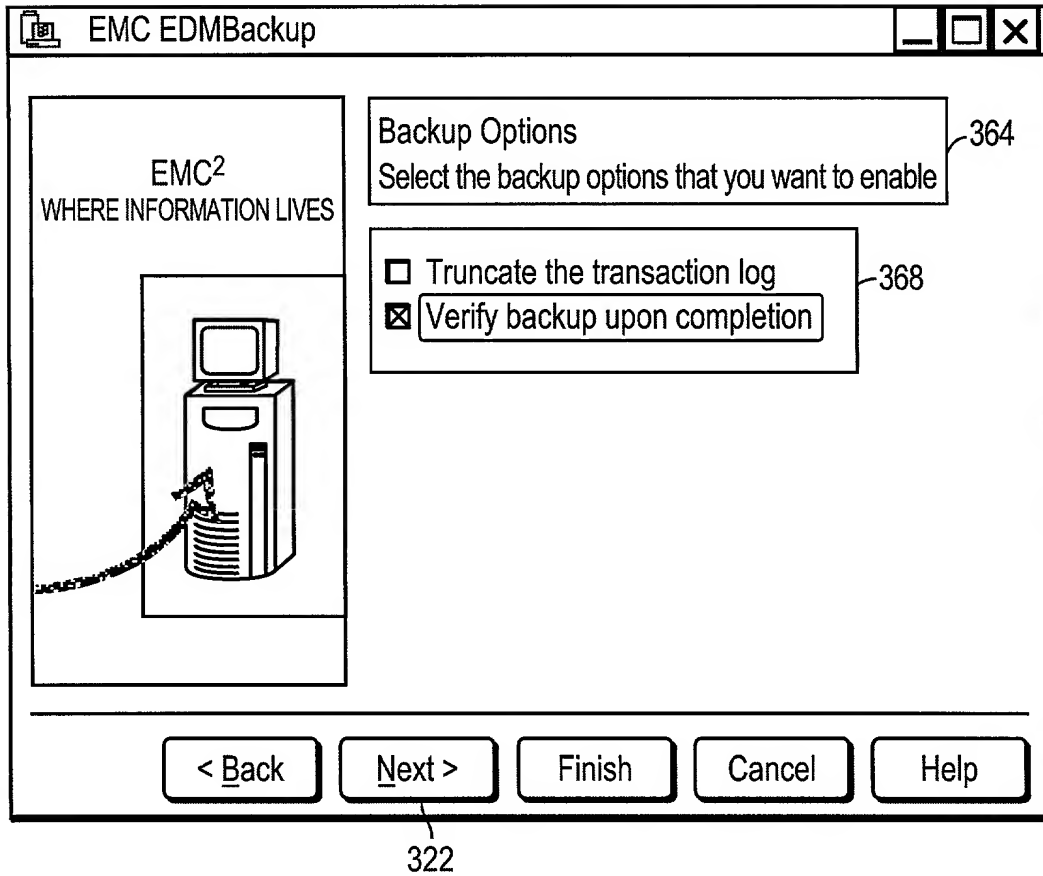 EMC EDMBackup
EMC2
WHERE INFORMATION LIVES
Backup Options
Select the backup options that you want to enable
364
Truncate the transaction log
Verify backup upon completion
368
< Back
Next >
Finish
Cancel
Help
322